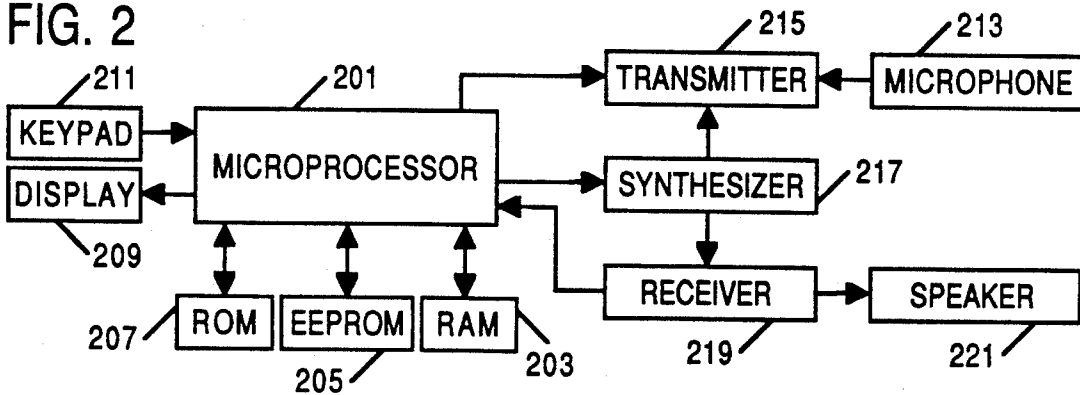 FIG. 2
211
201
215
213
KEYPAD
MICROPROCESSOR
TRANSMITTER
MICROPHONE
DISPLAY
SYNTHESIZER
217
209
RECEIVER
SPEAKER
207
ROM
EEPROM
RAM
203
205
219
221